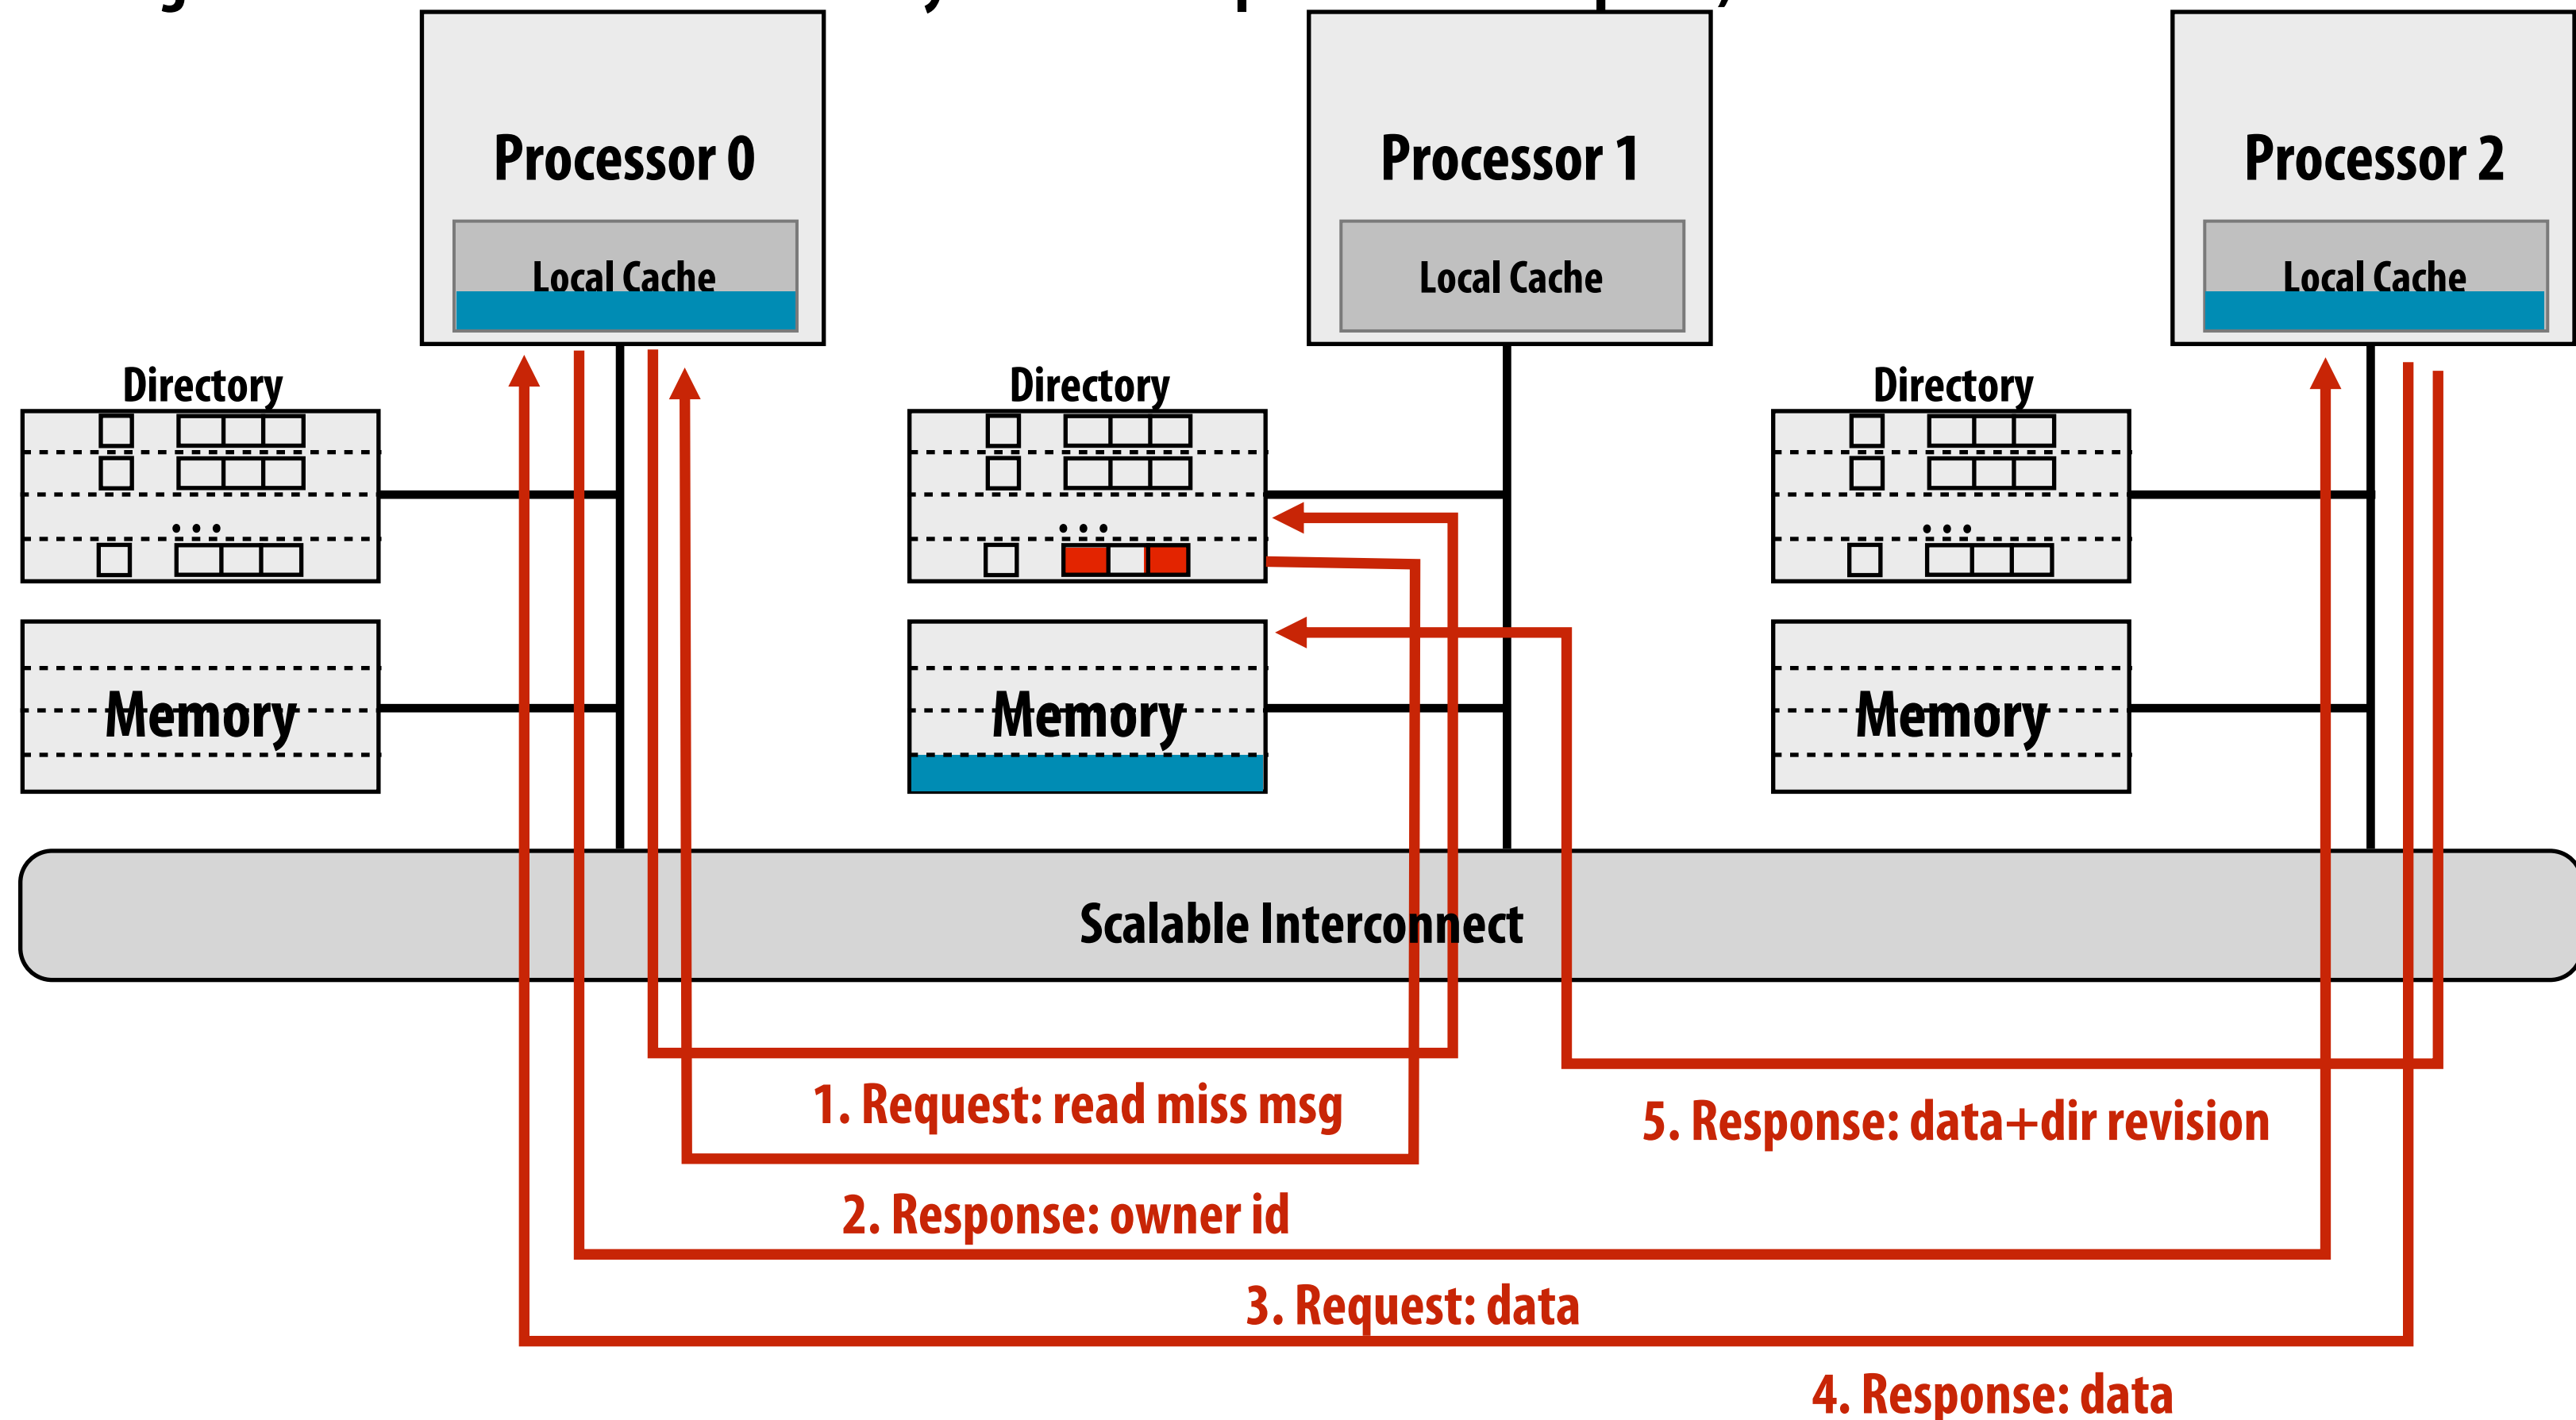 Processor 0
Processor 1
Processor 2
Local Cache
Local Cache
Local Cache
Directory
Directory
Directory
Memory
Memory
Memory
Scalable Interconnect
1. Request: read miss msg
5. Response: data+dir revision
2. Response: owner id
3. Request: data
4. Response: data